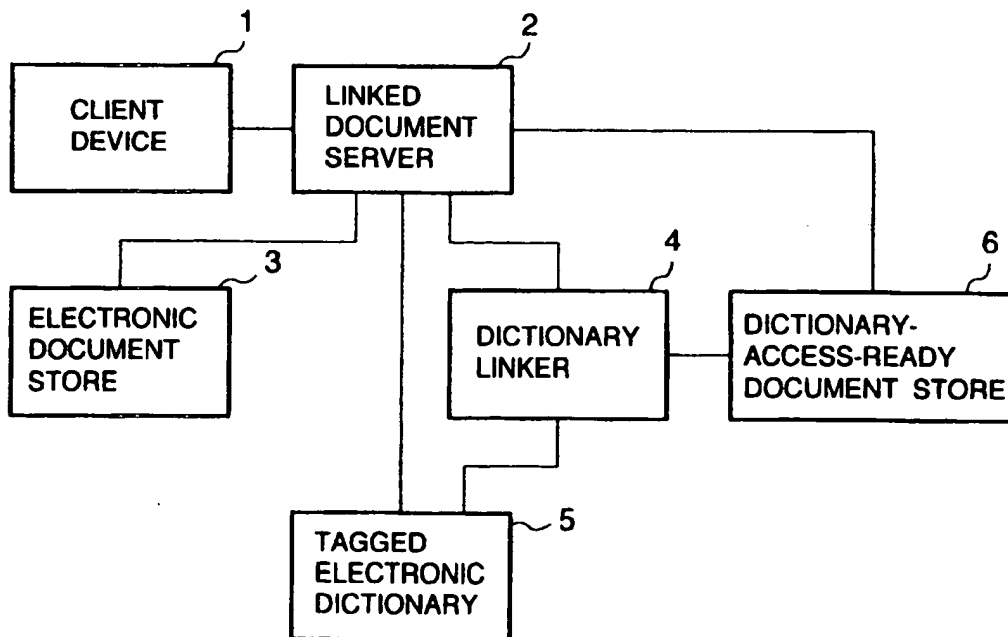 1
CLIENT
DEVICE
2
LINKED
DOCUMENT
SERVER
3
ELECTRONIC
DOCUMENT
STORE
4
DICTIONARY
LINKER
6
DICTIONARY-
ACCESS-READY
DOCUMENT STORE
5
TAGGED
ELECTRONIC
DICTIONARY